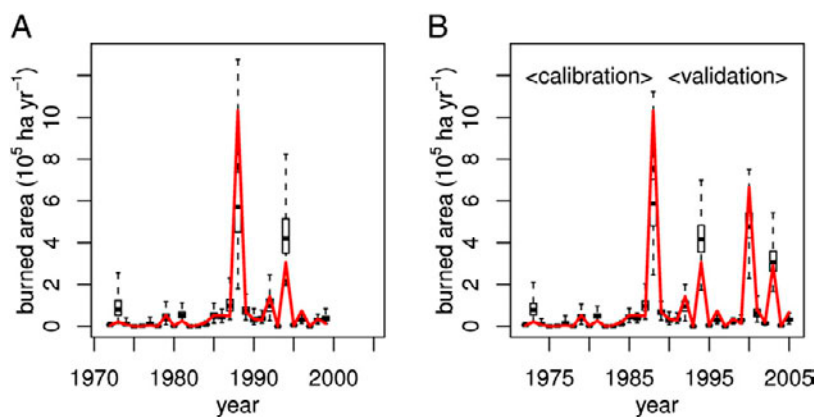 A
burned area (10⁵ ha yr⁻¹)
10
8
6
4
2
0
1970 1980 1990 2000
year
B
<calibration> <validation>
burned area (10⁵ ha yr⁻¹)
10
8
6
4
2
0
1975 1985 1995 2005
year